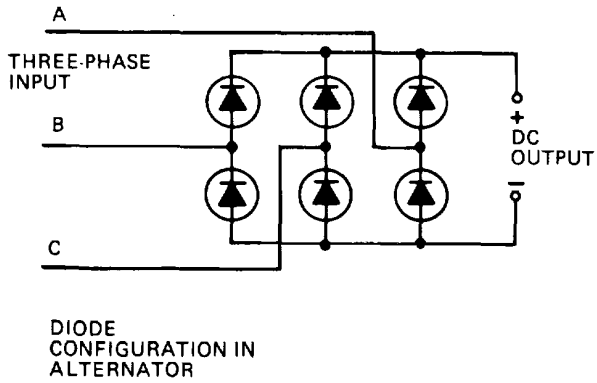 A
THREE-PHASE
INPUT
B
C
+
DC
OUTPUT
–
DIODE
CONFIGURATION IN
ALTERNATOR